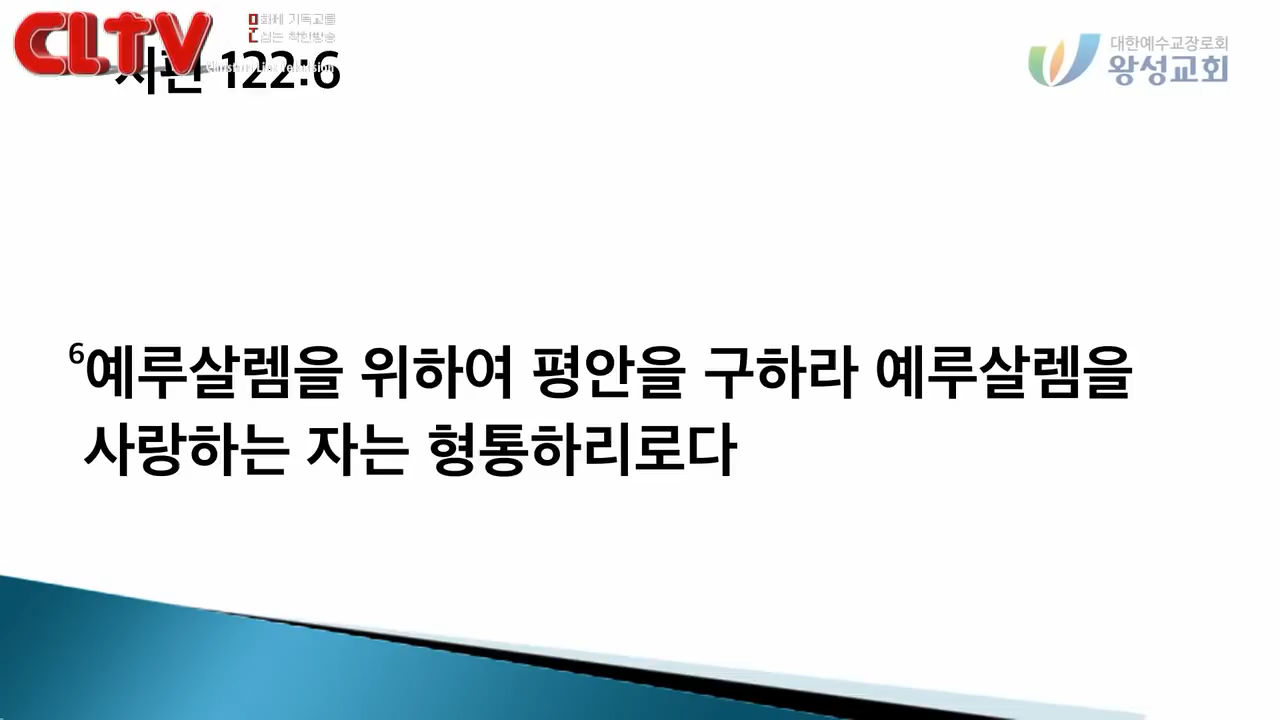 CLTV
시편 122:6
대한예수교장로회
왕성교회
6예루살렘을 위하여 평안을 구하라 예루살렘을
사랑하는 자는 형통하리로다